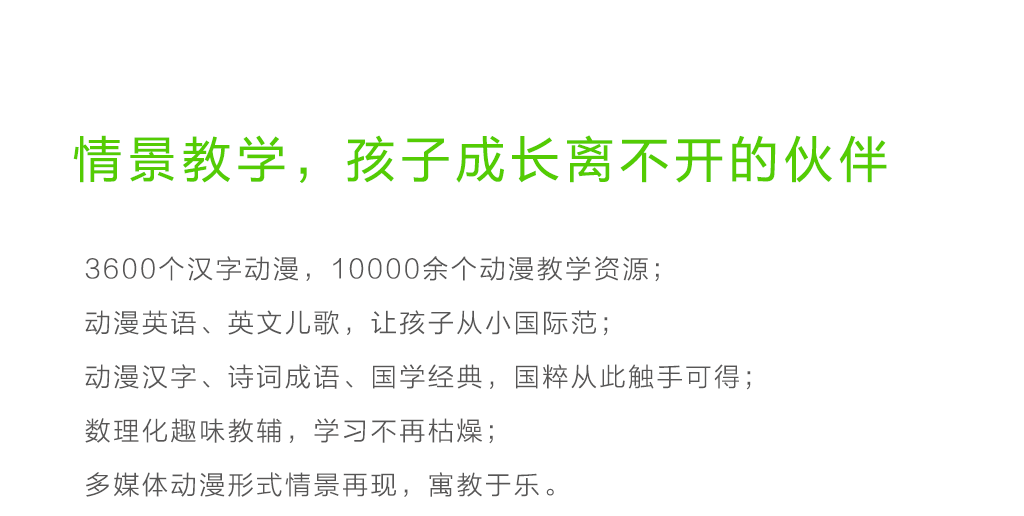 情景教学，孩子成长离不开的伙伴
3600个汉字动漫，10000余个动漫教学资源；
动漫英语、英文儿歌，让孩子从小国际范；
动漫汉字、诗词成语、国学经典，国粹从此触手可得；
数理化趣味教辅，学习不再枯燥；
多媒体动漫形式情景再现，寓教于乐。